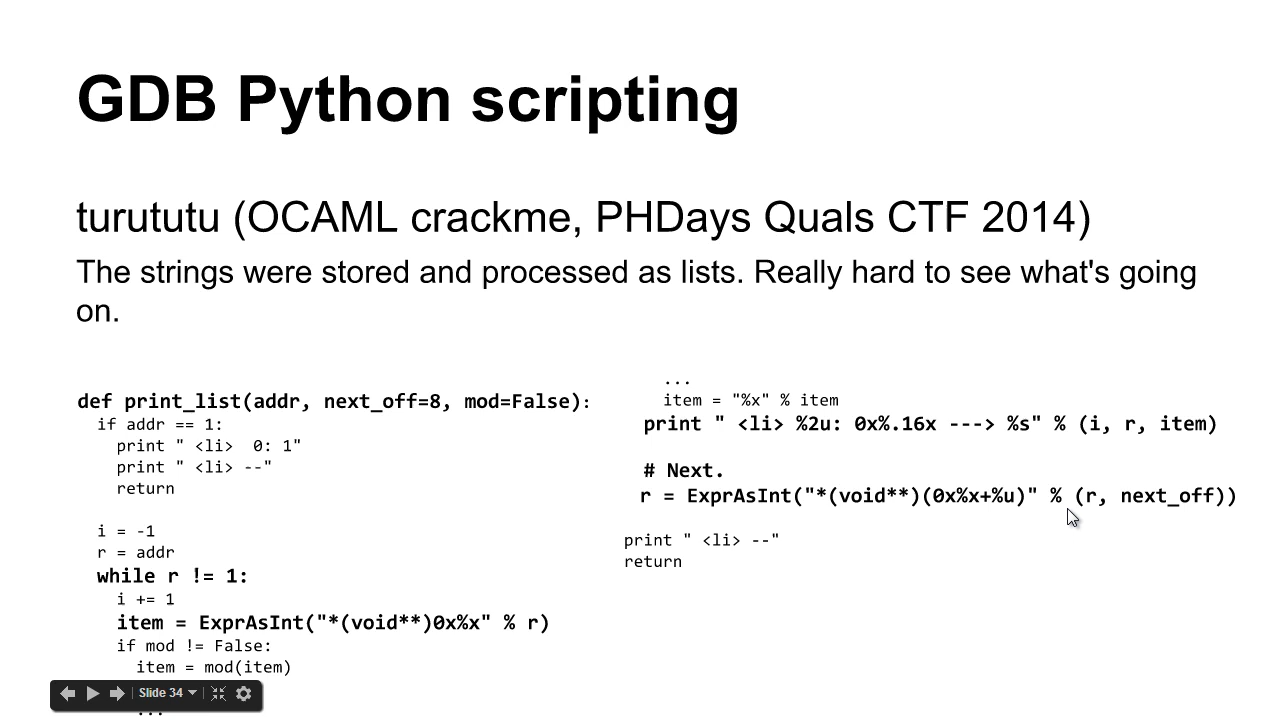 GDB Python scripting
turututu (OCAML crackme, PHDays Quals CTF 2014)
The strings were stored and processed as lists. Really hard to see what's going
on.
def print_list(addr, next_off=8, mod=False):
  if addr == 1:
    print " <li>  0: 1"
    print " <li> --"
    return

  i = -1
  r = addr
  while r != 1:
    i += 1
    item = ExprAsInt("*(void**)0x%x" % r)
    if mod != False:
      item = mod(item)
      ...
    ...
    item = "%x" % item
  print " <li> %2u: 0x%.16x ---> %s" % (i, r, item)

  # Next.
  r = ExprAsInt("*(void**)(0x%x+%u)" % (r, next_off))

print " <li> --"
return
Slide 34